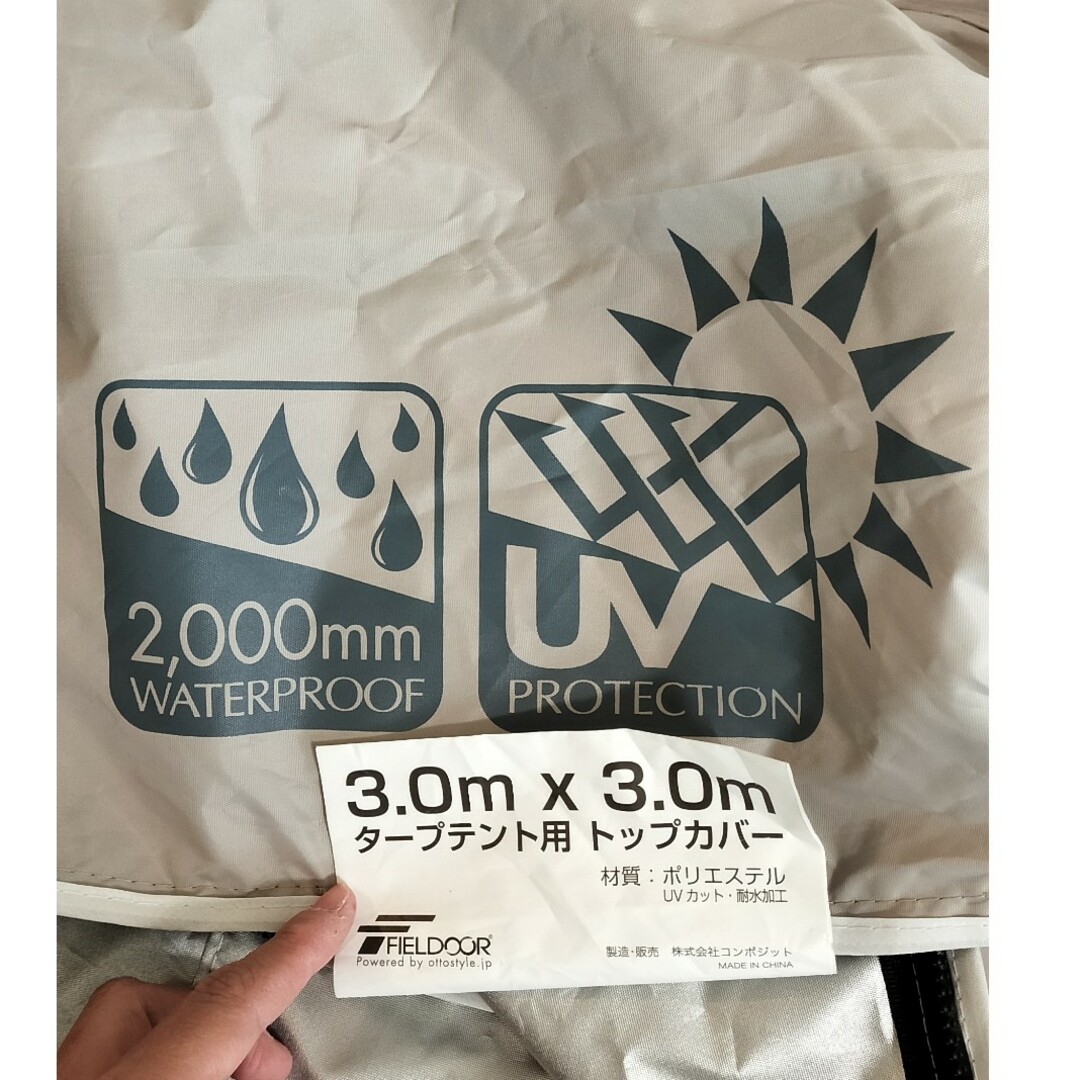 2,000mm
WATERPROOF
UV
PROTECTION
3.0m x 3.0m
タープテント用 トップカバー
材質：ポリエステル
UVカット・耐水加工
FIELDOOR®
Powered by ottostyle.jp
製造・販売 株式会社コンポジット
MADE IN CHINA